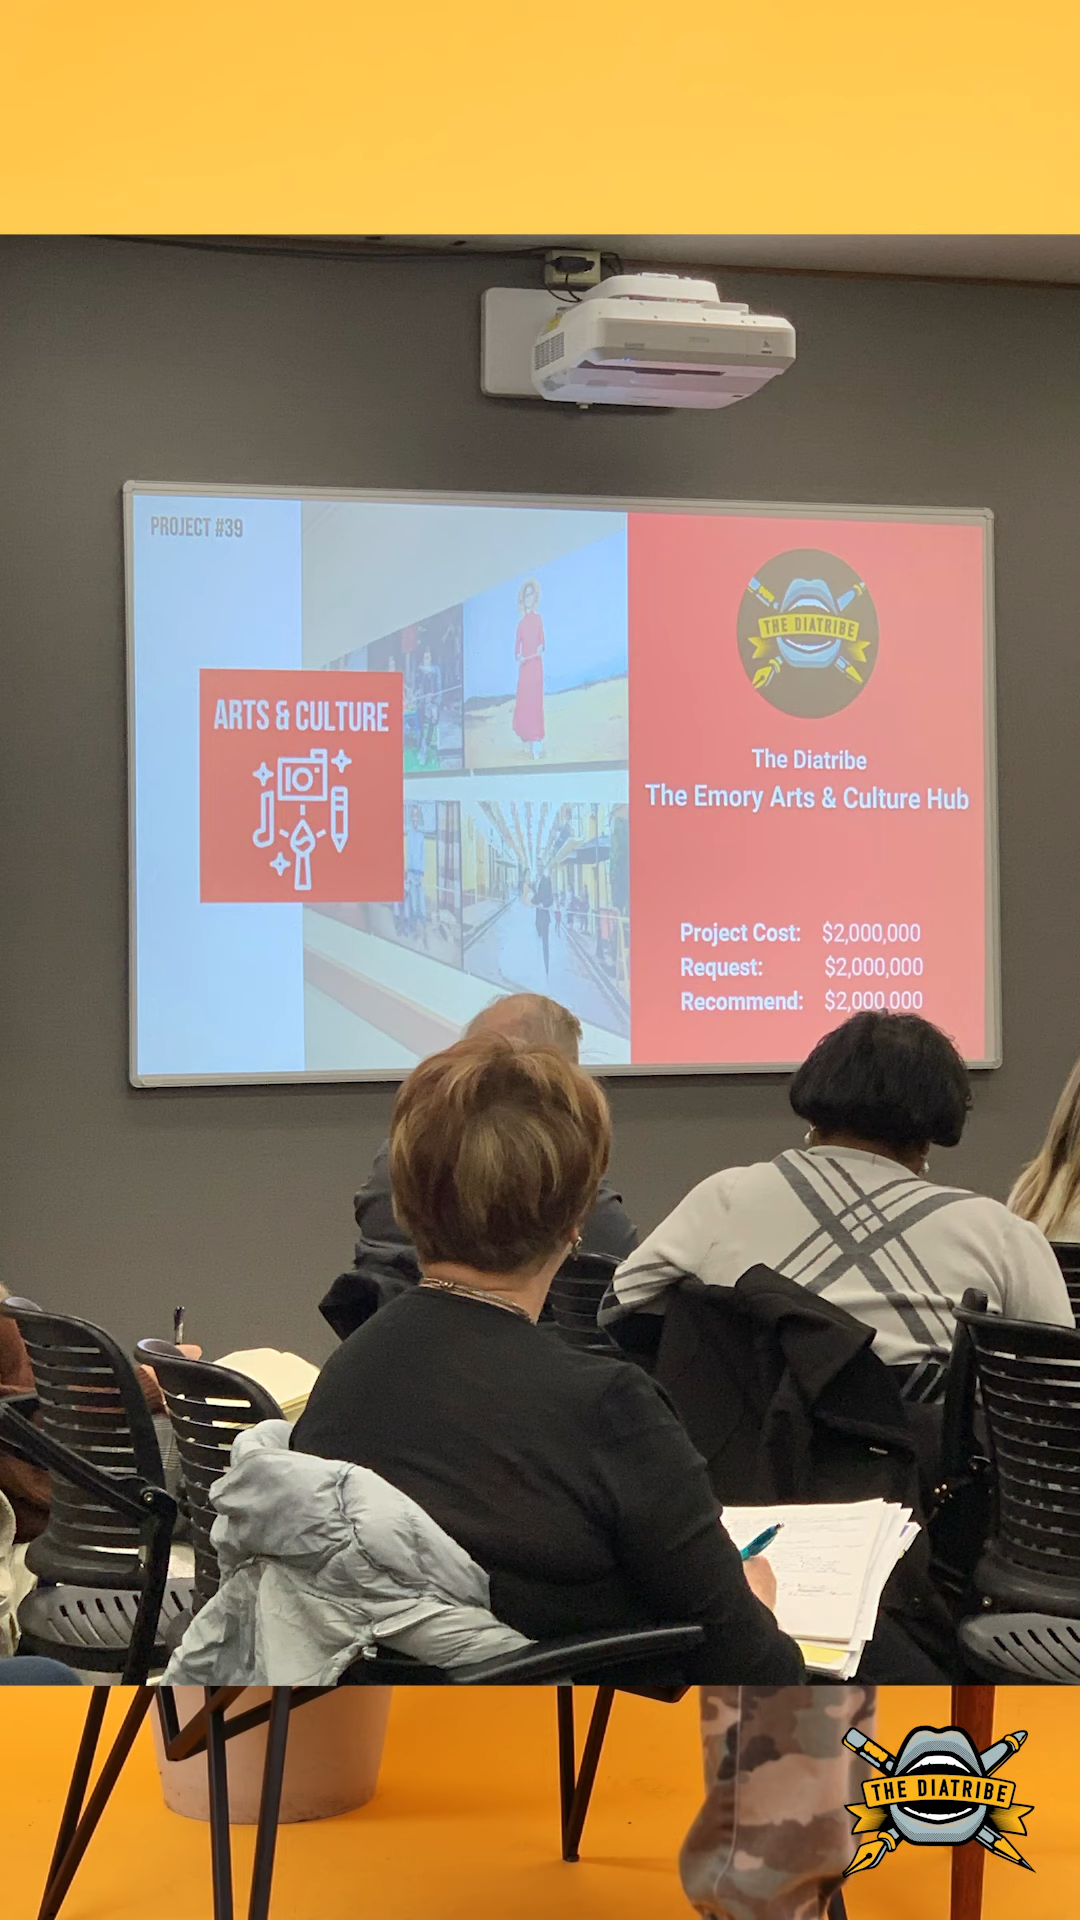 PROJECT #39
ARTS & CULTURE
THE DIATRIBE
The Diatribe
The Emory Arts & Culture Hub
Project Cost: $2,000,000
Request: $2,000,000
Recommend: $2,000,000
THE DIATRIBE